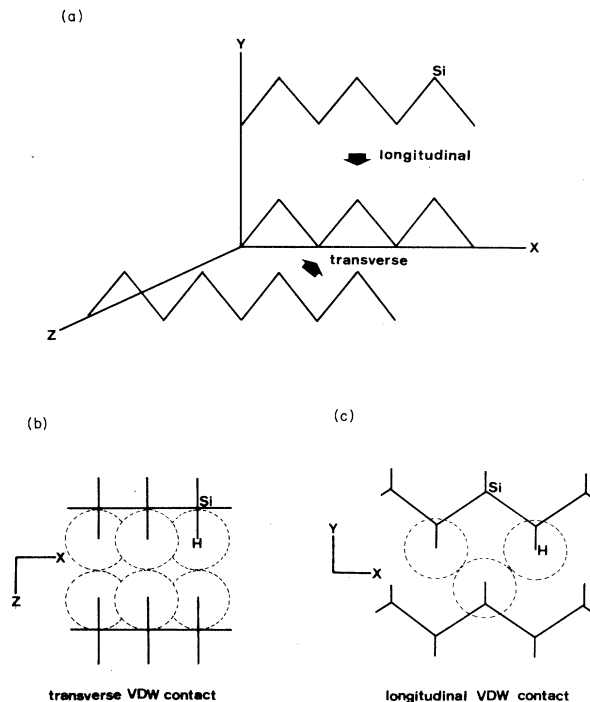 (a)
Y
Si
longitudinal
X
transverse
Z
(b)
(c)
Si
H
X
Z
Si
Y
H
X
transverse VDW contact
longitudinal VDW contact